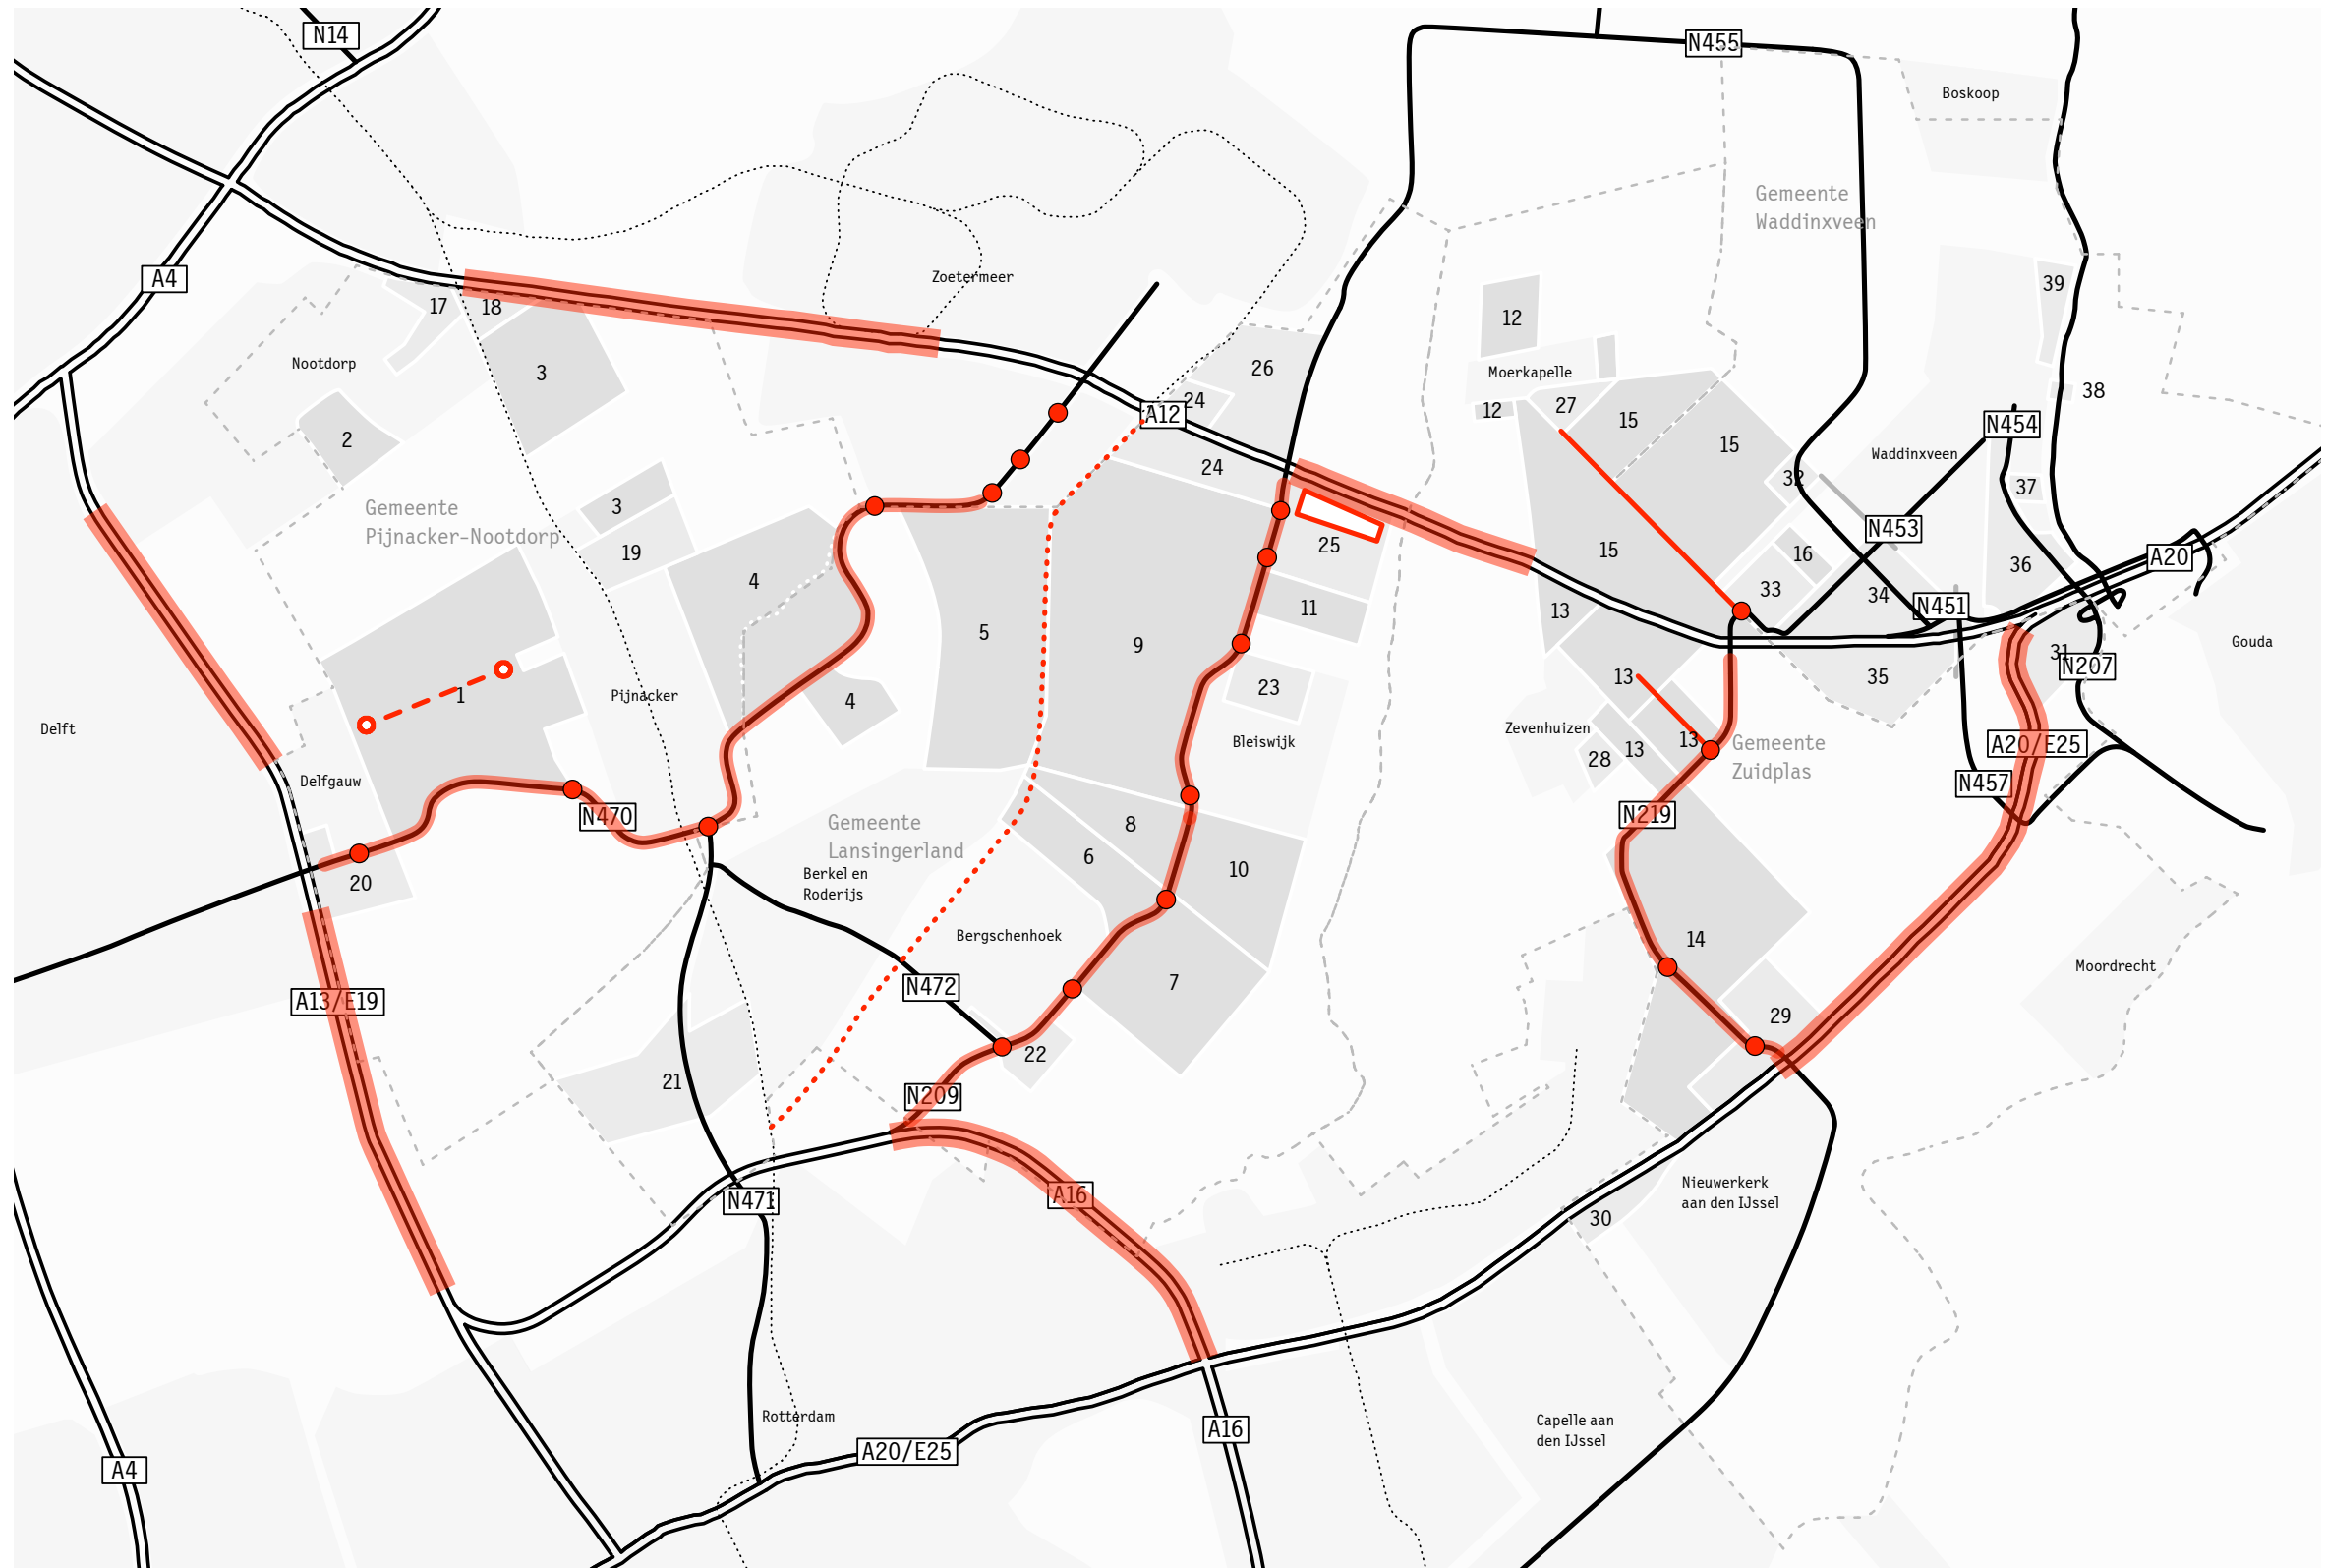 N14
N455
Boskoop
Gemeente
Waddinxveen
A4
Zoetermeer
39
17
18
12
Nootdorp
3
26
Moerkapelle
38
24
A12
12
27
15
N454
2
15
Waddinxveen
24
32
37
Gemeente
Pijnacker-Nootdorp
3
N453
25
15
16
19
A20
36
4
33
34
11
13
N451
5
9
Gouda
31
N207
1
Pijnacker
23
13
35
4
Delft
Zevenhuizen
13
13
Gemeente
Zuidplas
A20/E25
Bleiswijk
28
Delfgauw
N457
N470
N219
Gemeente
Lansingerland
8
6
10
Berkel en
Roderijs
20
Bergschenhoek
14
Moordrecht
N472
7
A13/E19
29
22
21
N209
Nieuwerkerk
aan den IJssel
A16
N471
30
Rotterdam
Capelle aan
den IJssel
A16
A20/E25
A4